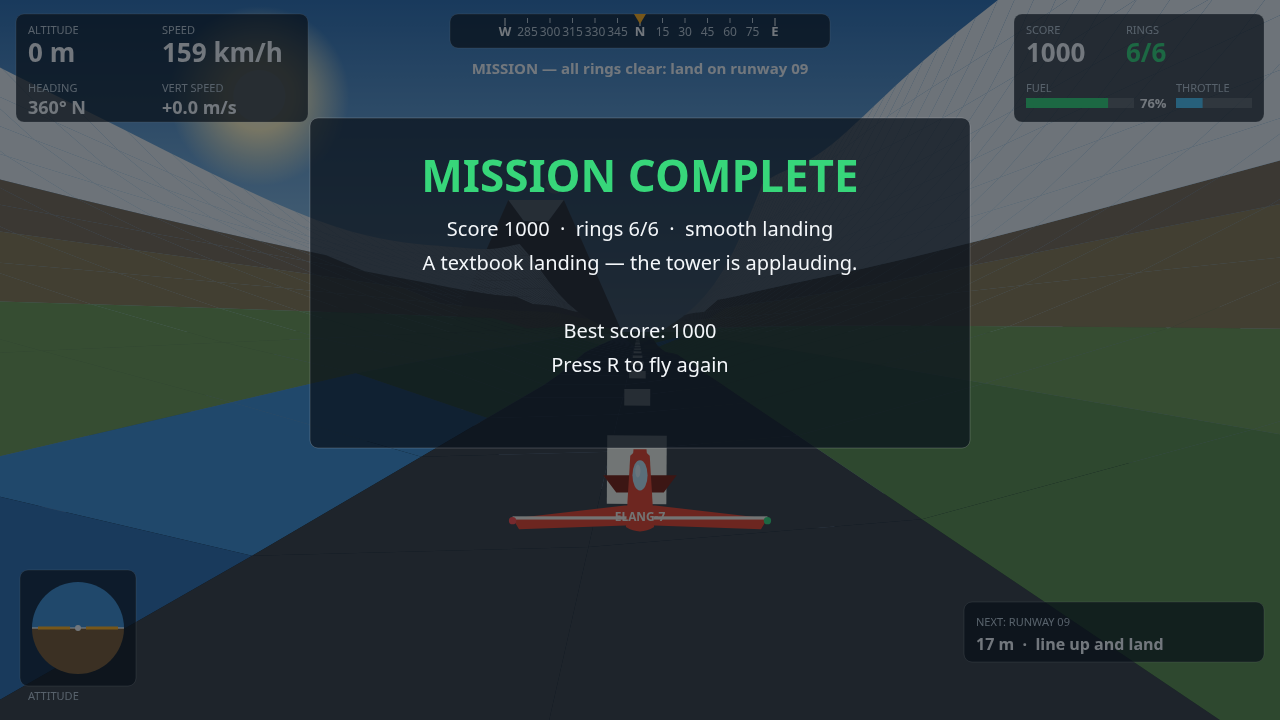 ALTITUDE
0 m
SPEED
159 km/h
HEADING
360° N
VERT SPEED
+0.0 m/s
W 285 300 315 330 345 N 15 30 45 60 75 E
MISSION — all rings clear: land on runway 09
SCORE
1000
RINGS
6/6
FUEL
76%
THROTTLE
MISSION COMPLETE
Score 1000 · rings 6/6 · smooth landing
A textbook landing — the tower is applauding.
Best score: 1000
Press R to fly again
ELANG-7
ATTITUDE
NEXT: RUNWAY 09
17 m · line up and land